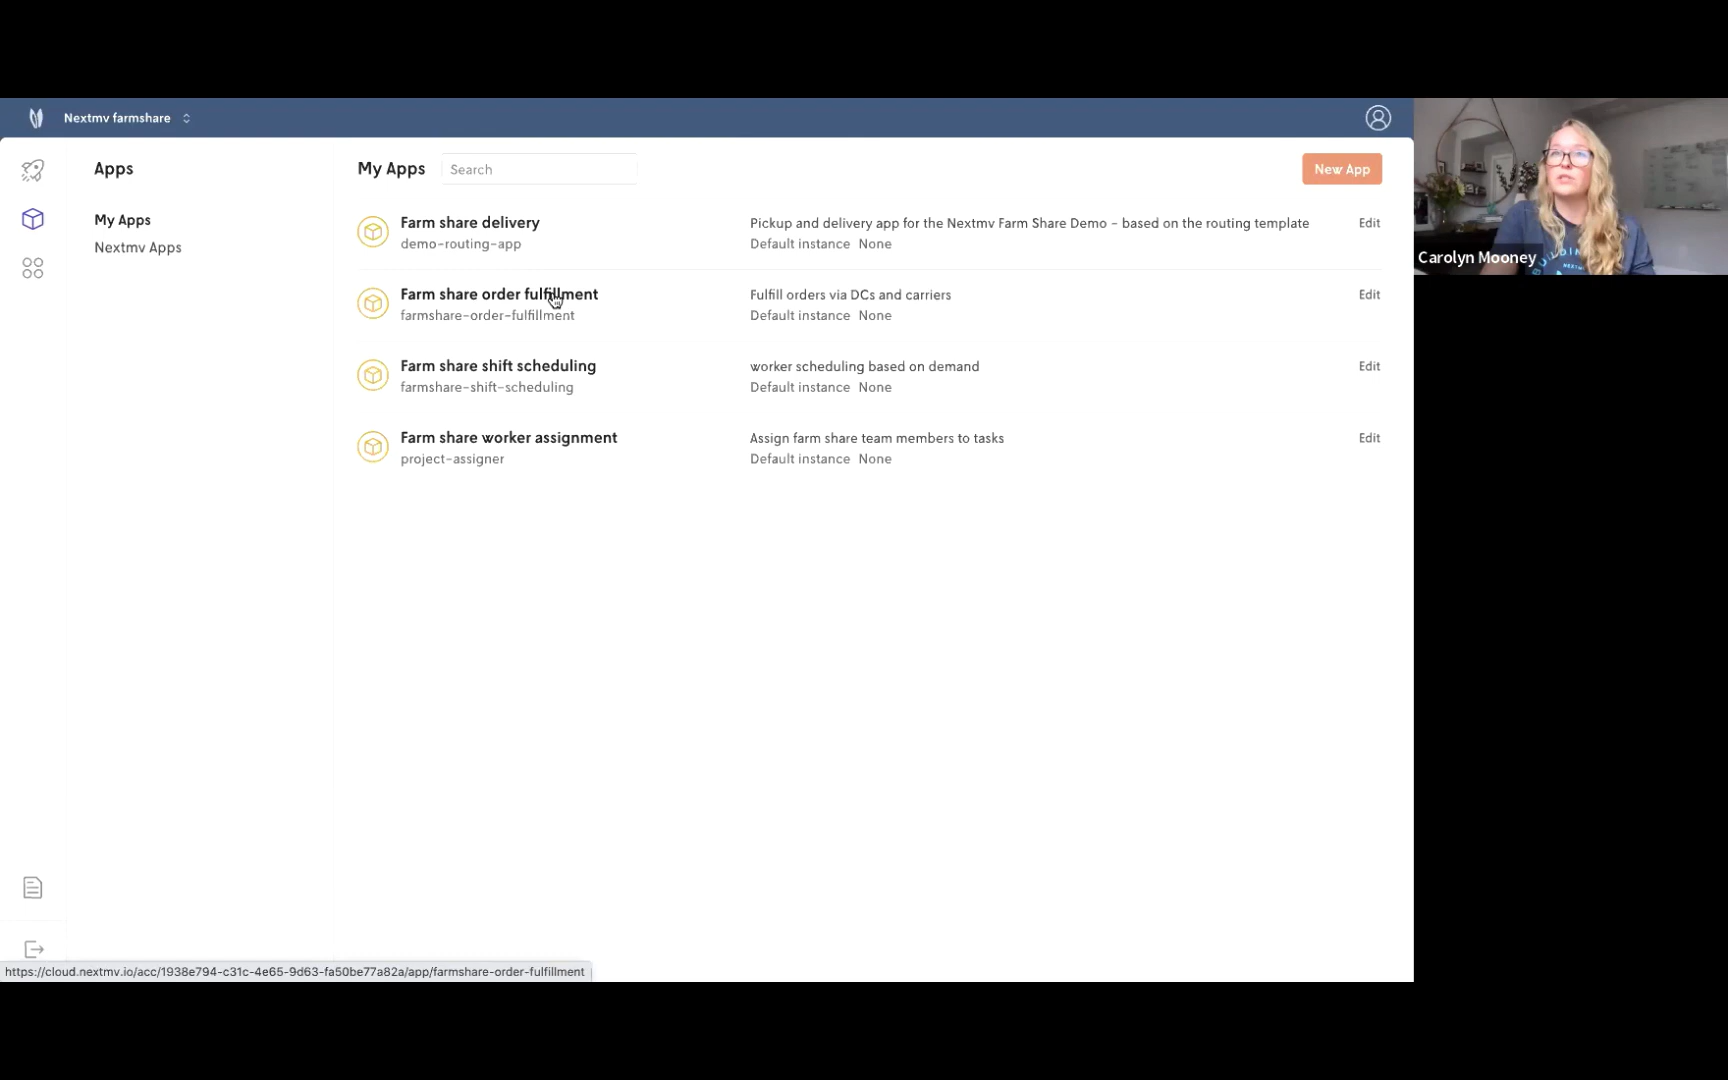 Nextmv farmshare
Apps
My Apps
Nextmv Apps
My Apps
Search
New App
Farm share delivery
demo-routing-app
Pickup and delivery app for the Nextmv Farm Share Demo - based on the routing template
Default instance None
Edit
Farm share order fulfillment
farmshare-order-fulfillment
Fulfill orders via DCs and carriers
Default instance None
Edit
Farm share shift scheduling
farmshare-shift-scheduling
worker scheduling based on demand
Default instance None
Edit
Farm share worker assignment
project-assigner
Assign farm share team members to tasks
Default instance None
Edit
https://cloud.nextmv.io/acc/1938e794-c31c-4e65-9d63-fa50be77a82a/app/farmshare-order-fulfillment
Carolyn Mooney